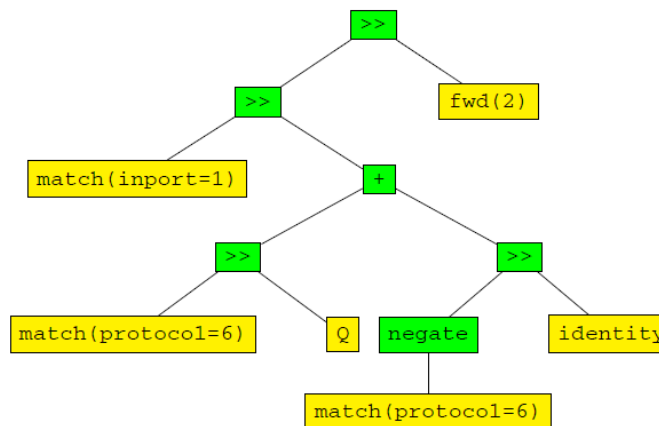 >>
>>
fwd(2)
match(inport=1)
+
>>
>>
match(protocol=6)
Q
negate
identity
match(protocol=6)